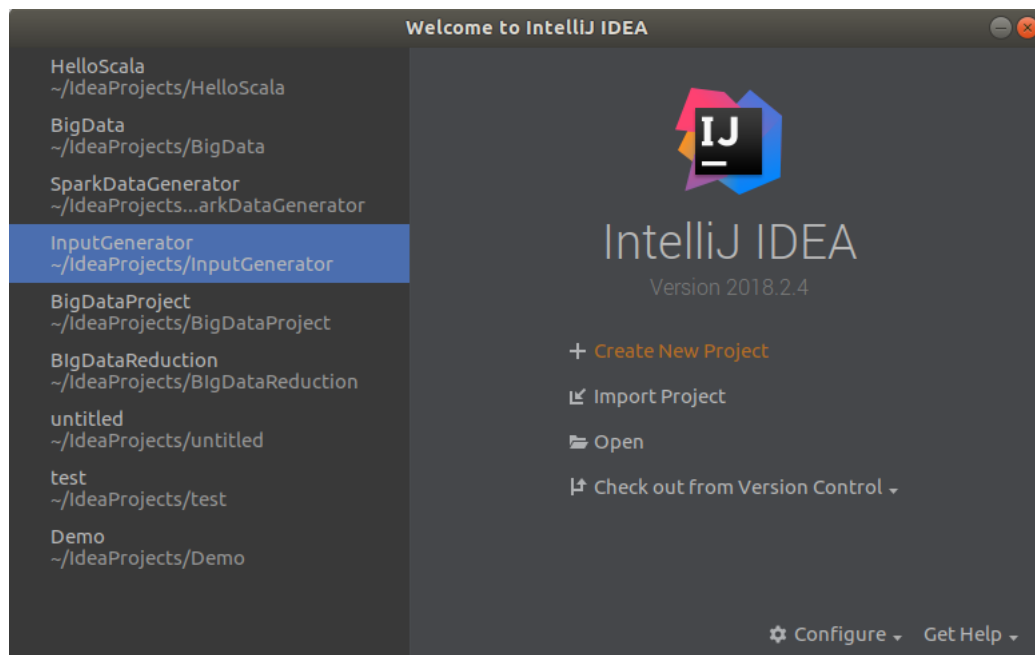 Welcome to IntelliJ IDEA
HelloScala
~/IdeaProjects/HelloScala
BigData
~/IdeaProjects/BigData
SparkDataGenerator
~/IdeaProjects...arkDataGenerator
InputGenerator
~/IdeaProjects/InputGenerator
BigDataProject
~/IdeaProjects/BigDataProject
BIgDataReduction
~/IdeaProjects/BIgDataReduction
untitled
~/IdeaProjects/untitled
test
~/IdeaProjects/test
Demo
~/IdeaProjects/Demo
IJ
IntelliJ IDEA
Version 2018.2.4
Create New Project
Import Project
Open
Check out from Version Control
Configure
Get Help